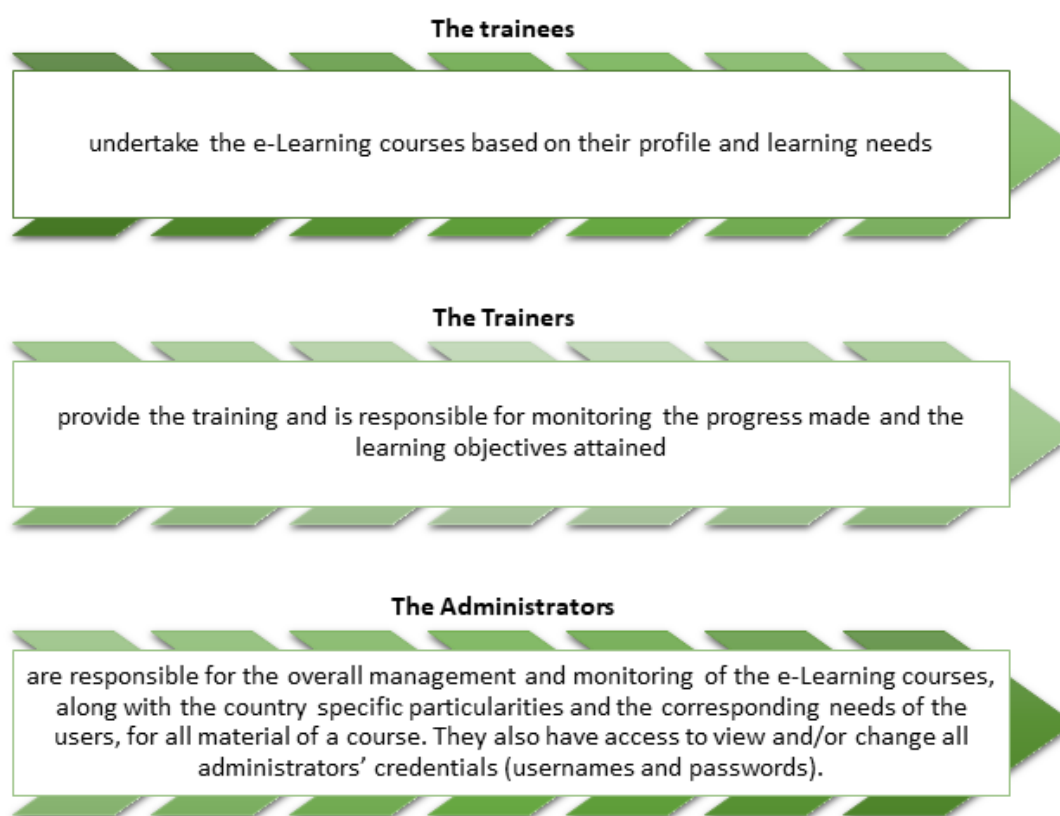 The trainees
undertake the e-Learning courses based on their profile and learning needs
The Trainers
provide the training and is responsible for monitoring the progress made and the
learning objectives attained
The Administrators
are responsible for the overall management and monitoring of the e-Learning courses,
along with the country specific particularities and the corresponding needs of the
users, for all material of a course. They also have access to view and/or change all
administrators’ credentials (usernames and passwords).